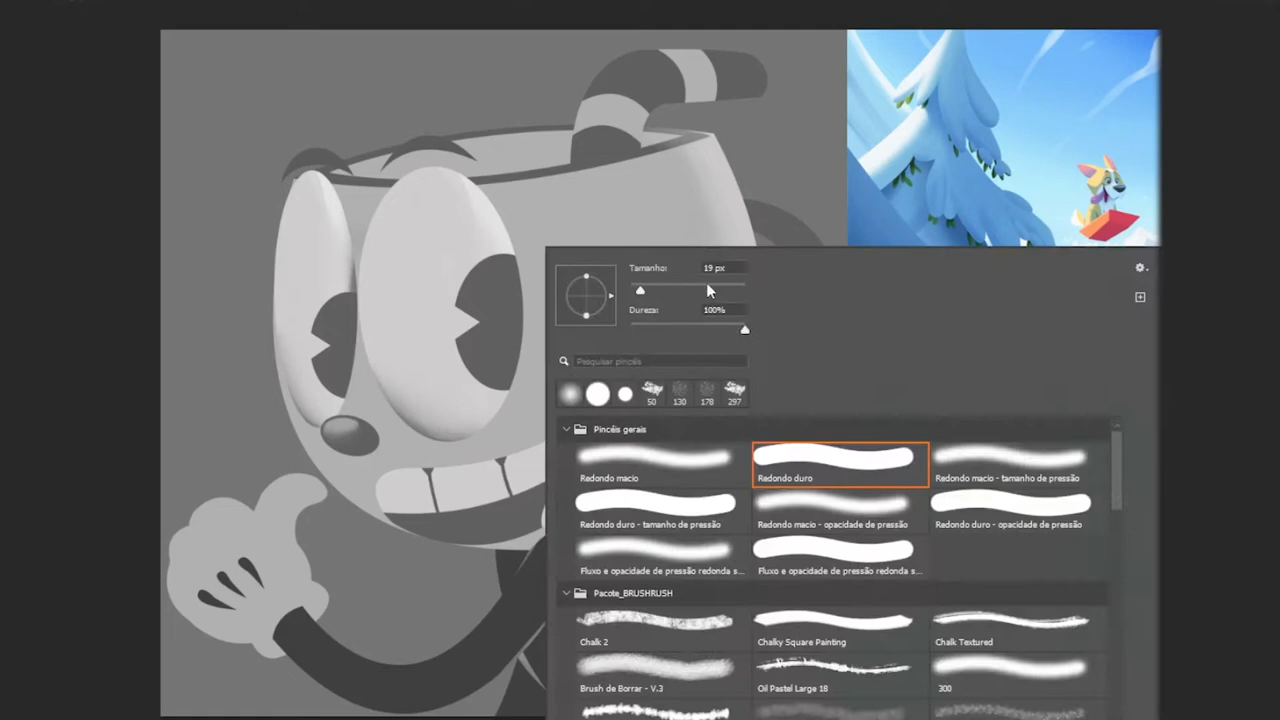 Tamanho: 19 px
Dureza: 100%
Pesquisar pincéis
50 130 178 297
Pincéis gerais
Redondo macio Redondo duro Redondo macio - tamanho de pressão
Redondo duro - tamanho de pressão Redondo macio - opacidade de pressão Redondo duro - opacidade de pressão
Fluxo e opacidade de pressão redonda s... Fluxo e opacidade de pressão redonda s...
Pacote_BRUSHRUSH
Chalk 2 Chalky Square Painting Chalk Textured
Brush de Borrar - V.3 Oil Pastel Large 18 300